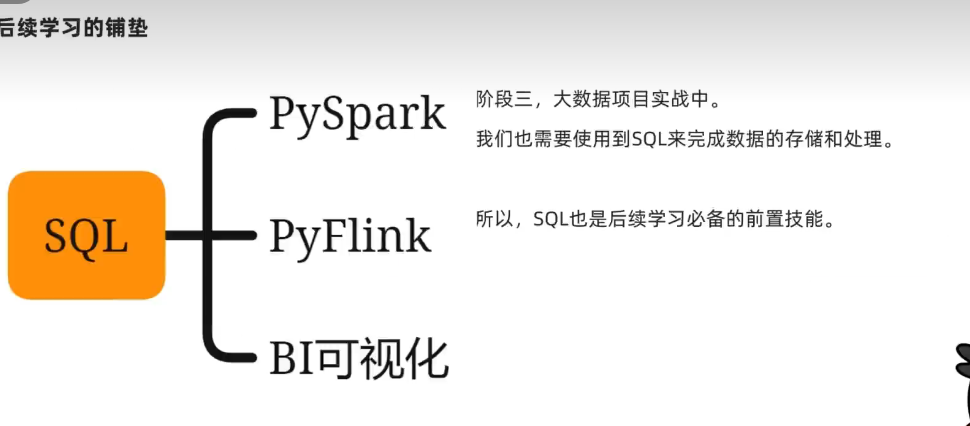 后续学习的铺垫
PySpark
阶段三，大数据项目实战中。
我们也需要使用到SQL来完成数据的存储和处理。
SQL
PyFlink
所以，SQL也是后续学习必备的前置技能。
BI可视化